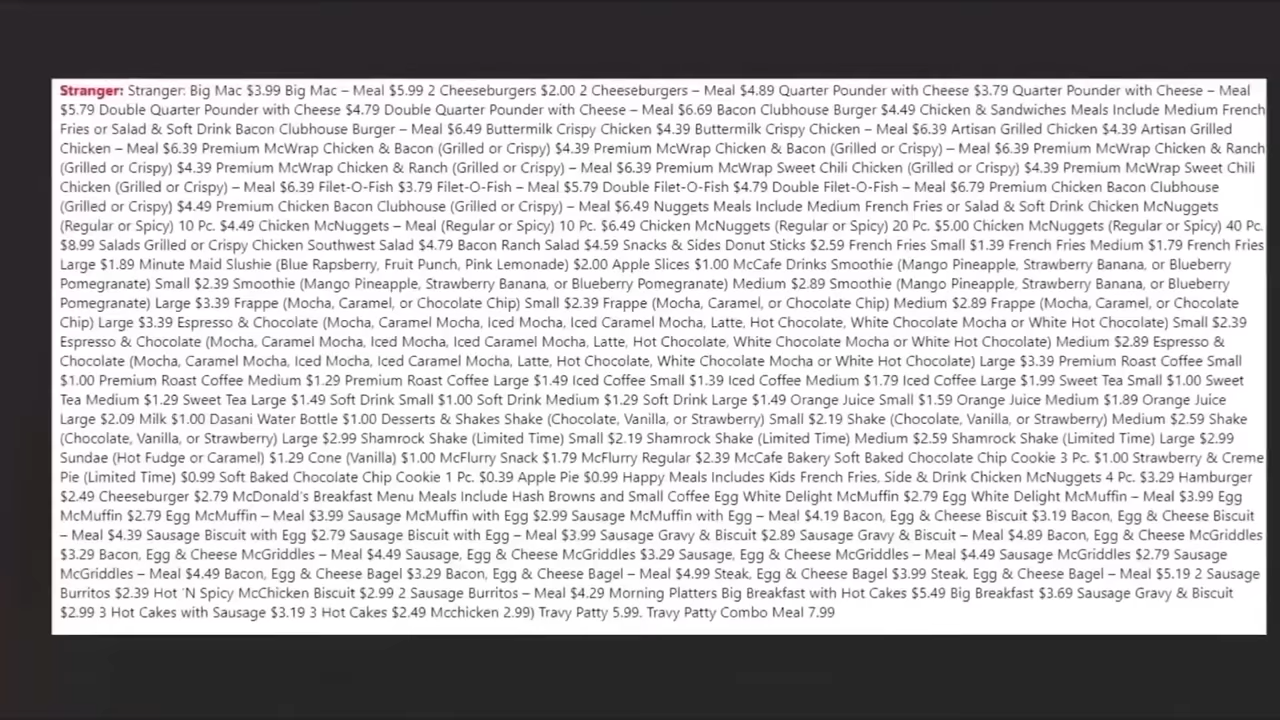 Stranger: Stranger: Big Mac $3.99 Big Mac – Meal $5.99 2 Cheeseburgers $2.00 2 Cheeseburgers – Meal $4.89 Quarter Pounder with Cheese $3.79 Quarter Pounder with Cheese – Meal
$5.79 Double Quarter Pounder with Cheese $4.79 Double Quarter Pounder with Cheese – Meal $6.69 Bacon Clubhouse Burger $4.49 Chicken & Sandwiches Meals Include Medium French
Fries or Salad & Soft Drink Bacon Clubhouse Burger – Meal $6.49 Buttermilk Crispy Chicken $4.39 Buttermilk Crispy Chicken – Meal $6.39 Artisan Grilled Chicken $4.39 Artisan Grilled
Chicken – Meal $6.39 Premium McWrap Chicken & Bacon (Grilled or Crispy) $4.39 Premium McWrap Chicken & Bacon (Grilled or Crispy) – Meal $6.39 Premium McWrap Chicken & Ranch
(Grilled or Crispy) $4.39 Premium McWrap Chicken & Ranch (Grilled or Crispy) – Meal $6.39 Premium McWrap Sweet Chili Chicken (Grilled or Crispy) $4.39 Premium McWrap Sweet Chili
Chicken (Grilled or Crispy) – Meal $6.39 Filet-O-Fish $3.79 Filet-O-Fish – Meal $5.79 Double Filet-O-Fish $4.79 Double Filet-O-Fish – Meal $6.79 Premium Chicken Bacon Clubhouse
(Grilled or Crispy) $4.49 Premium Chicken Bacon Clubhouse (Grilled or Crispy) – Meal $6.49 Nuggets Meals Include Medium French Fries or Salad & Soft Drink Chicken McNuggets
(Regular or Spicy) 10 Pc. $4.49 Chicken McNuggets – Meal (Regular or Spicy) 10 Pc. $6.49 Chicken McNuggets (Regular or Spicy) 20 Pc. $5.00 Chicken McNuggets (Regular or Spicy) 40 Pc.
$8.99 Salads Grilled or Crispy Chicken Southwest Salad $4.79 Bacon Ranch Salad $4.59 Snacks & Sides Donut Sticks $2.59 French Fries Small $1.39 French Fries Medium $1.79 French Fries
Large $1.89 Minute Maid Slushie (Blue Rapsberry, Fruit Punch, Pink Lemonade) $2.00 Apple Slices $1.00 McCafe Drinks Smoothie (Mango Pineapple, Strawberry Banana, or Blueberry
Pomegranate) Small $2.39 Smoothie (Mango Pineapple, Strawberry Banana, or Blueberry Pomegranate) Medium $2.89 Smoothie (Mango Pineapple, Strawberry Banana, or Blueberry
Pomegranate) Large $3.39 Frappe (Mocha, Caramel, or Chocolate Chip) Small $2.39 Frappe (Mocha, Caramel, or Chocolate Chip) Medium $2.89 Frappe (Mocha, Caramel, or Chocolate
Chip) Large $3.39 Espresso & Chocolate (Mocha, Caramel Mocha, Iced Mocha, Iced Caramel Mocha, Latte, Hot Chocolate, White Chocolate Mocha or White Hot Chocolate) Small $2.39
Espresso & Chocolate (Mocha, Caramel Mocha, Iced Mocha, Iced Caramel Mocha, Latte, Hot Chocolate, White Chocolate Mocha or White Hot Chocolate) Medium $2.89 Espresso &
Chocolate (Mocha, Caramel Mocha, Iced Mocha, Iced Caramel Mocha, Latte, Hot Chocolate, White Chocolate Mocha or White Hot Chocolate) Large $3.39 Premium Roast Coffee Small
$1.00 Premium Roast Coffee Medium $1.29 Premium Roast Coffee Large $1.49 Iced Coffee Small $1.39 Iced Coffee Medium $1.79 Iced Coffee Large $1.99 Sweet Tea Small $1.00 Sweet
Tea Medium $1.29 Sweet Tea Large $1.49 Soft Drink Small $1.00 Soft Drink Medium $1.29 Soft Drink Large $1.49 Orange Juice Small $1.59 Orange Juice Medium $1.89 Orange Juice
Large $2.09 Milk $1.00 Dasani Water Bottle $1.00 Desserts & Shakes Shake (Chocolate, Vanilla, or Strawberry) Small $2.19 Shake (Chocolate, Vanilla, or Strawberry) Medium $2.59 Shake
(Chocolate, Vanilla, or Strawberry) Large $2.99 Shamrock Shake (Limited Time) Small $2.19 Shamrock Shake (Limited Time) Medium $2.59 Shamrock Shake (Limited Time) Large $2.99
Sundae (Hot Fudge or Caramel) $1.29 Cone (Vanilla) $1.00 McFlurry Snack $1.79 McFlurry Regular $2.39 McCafe Bakery Soft Baked Chocolate Chip Cookie 3 Pc. $1.00 Strawberry & Creme
Pie (Limited Time) $0.99 Soft Baked Chocolate Chip Cookie 1 Pc. $0.39 Apple Pie $0.99 Happy Meals Includes Kids French Fries, Side & Drink Chicken McNuggets 4 Pc. $3.29 Hamburger
$2.49 Cheeseburger $2.79 McDonald's Breakfast Menu Meals Include Hash Browns and Small Coffee Egg White Delight McMuffin $2.79 Egg White Delight McMuffin – Meal $3.99 Egg
McMuffin $2.79 Egg McMuffin – Meal $3.99 Sausage McMuffin with Egg $2.99 Sausage McMuffin with Egg – Meal $4.19 Bacon, Egg & Cheese Biscuit $3.19 Bacon, Egg & Cheese Biscuit
– Meal $4.39 Sausage Biscuit with Egg $2.79 Sausage Biscuit with Egg – Meal $3.99 Sausage Gravy & Biscuit $2.89 Sausage Gravy & Biscuit – Meal $4.89 Bacon, Egg & Cheese McGriddles
$3.29 Bacon, Egg & Cheese McGriddles – Meal $4.49 Sausage, Egg & Cheese McGriddles $3.29 Sausage, Egg & Cheese McGriddles – Meal $4.49 Sausage McGriddles $2.79 Sausage
McGriddles – Meal $4.49 Bacon, Egg & Cheese Bagel $3.29 Bacon, Egg & Cheese Bagel – Meal $4.99 Steak, Egg & Cheese Bagel $3.99 Steak, Egg & Cheese Bagel – Meal $5.19 2 Sausage
Burritos $2.39 Hot 'N Spicy McChicken Biscuit $2.99 2 Sausage Burritos – Meal $4.29 Morning Platters Big Breakfast with Hot Cakes $5.49 Big Breakfast $3.69 Sausage Gravy & Biscuit
$2.99 3 Hot Cakes with Sausage $3.19 3 Hot Cakes $2.49 Mcchicken 2.99) Travy Patty 5.99. Travy Patty Combo Meal 7.99